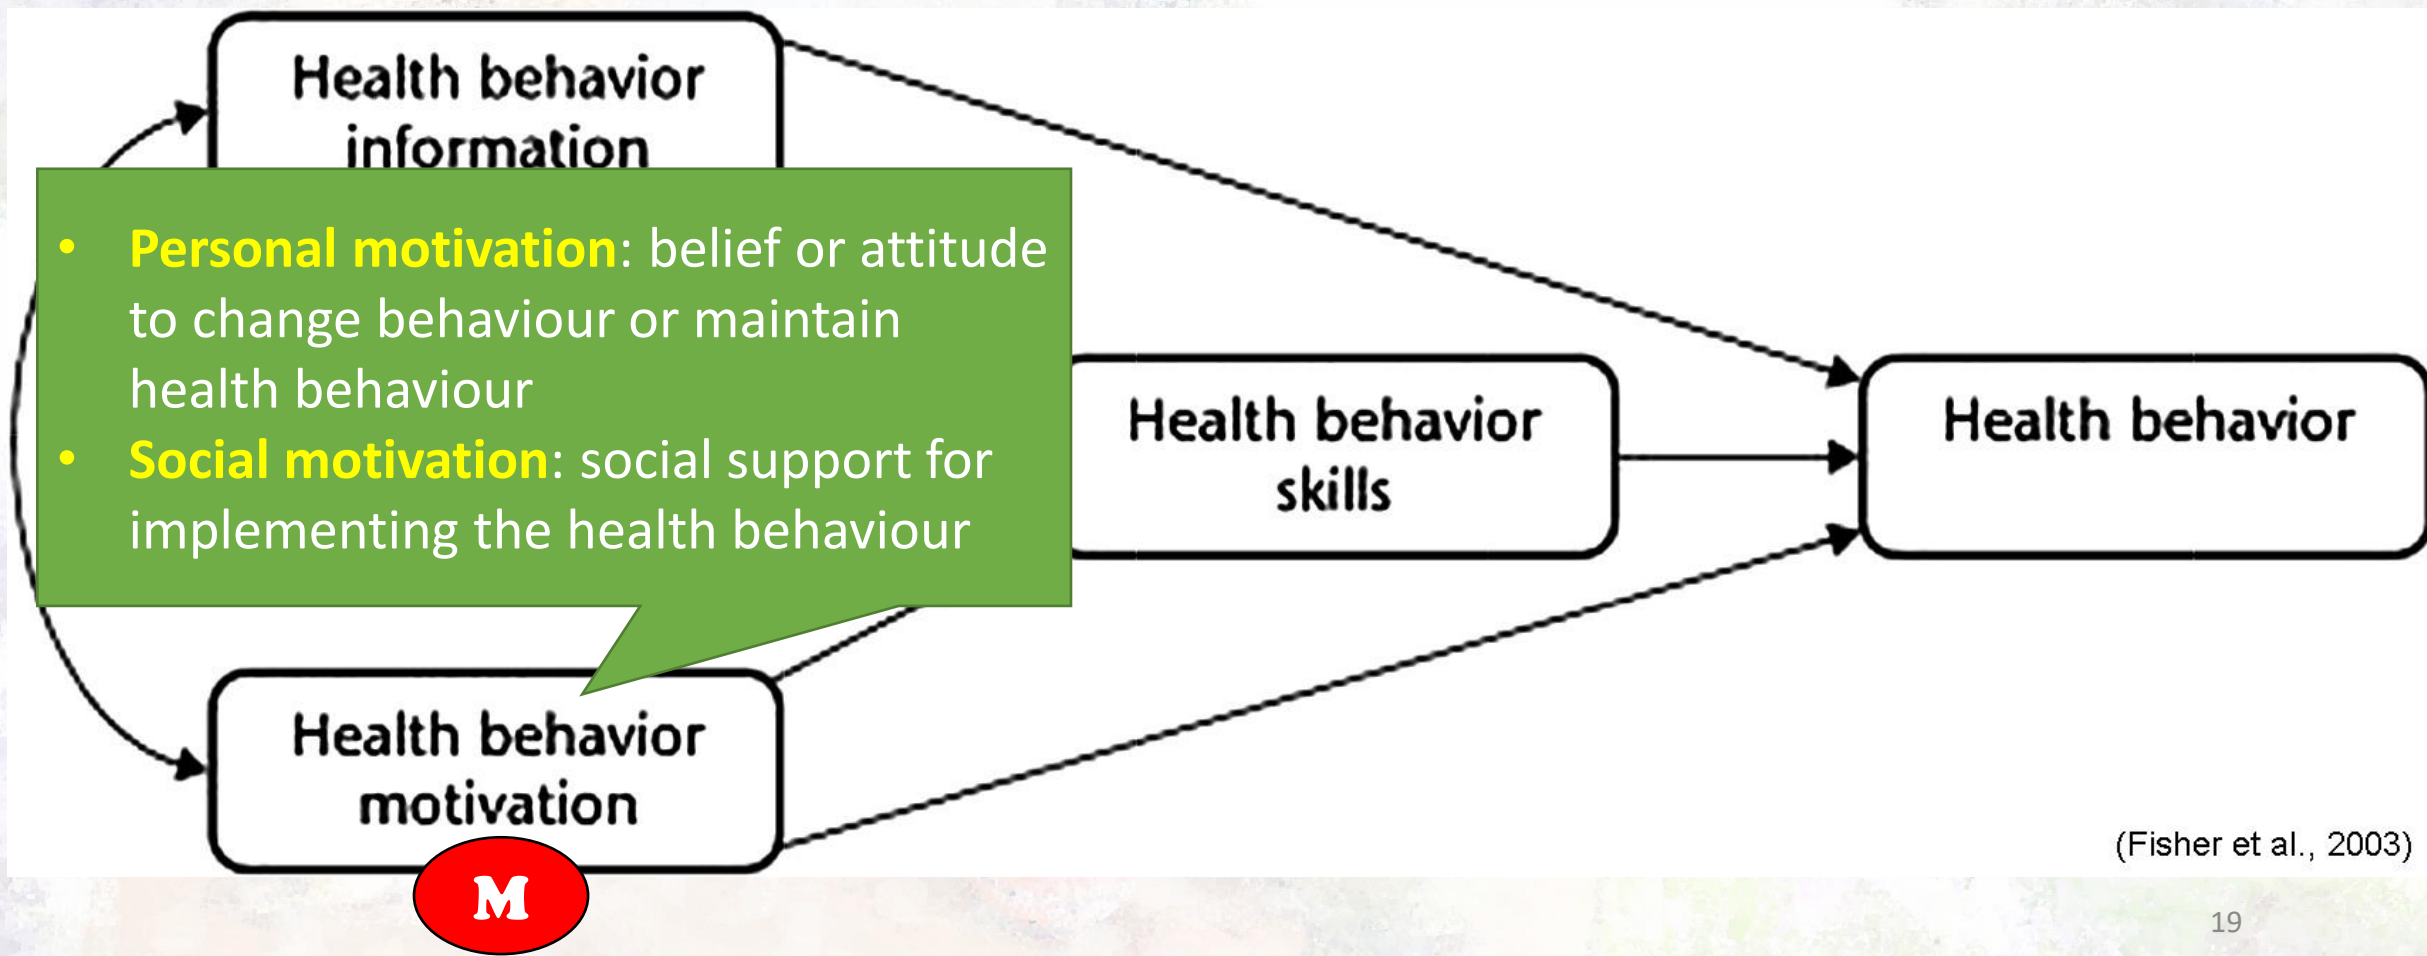 Health behavior
information
• Personal motivation: belief or attitude
to change behaviour or maintain
health behaviour
• Social motivation: social support for
implementing the health behaviour
Health behavior
skills
Health behavior
Health behavior
motivation
M
(Fisher et al., 2003)
19